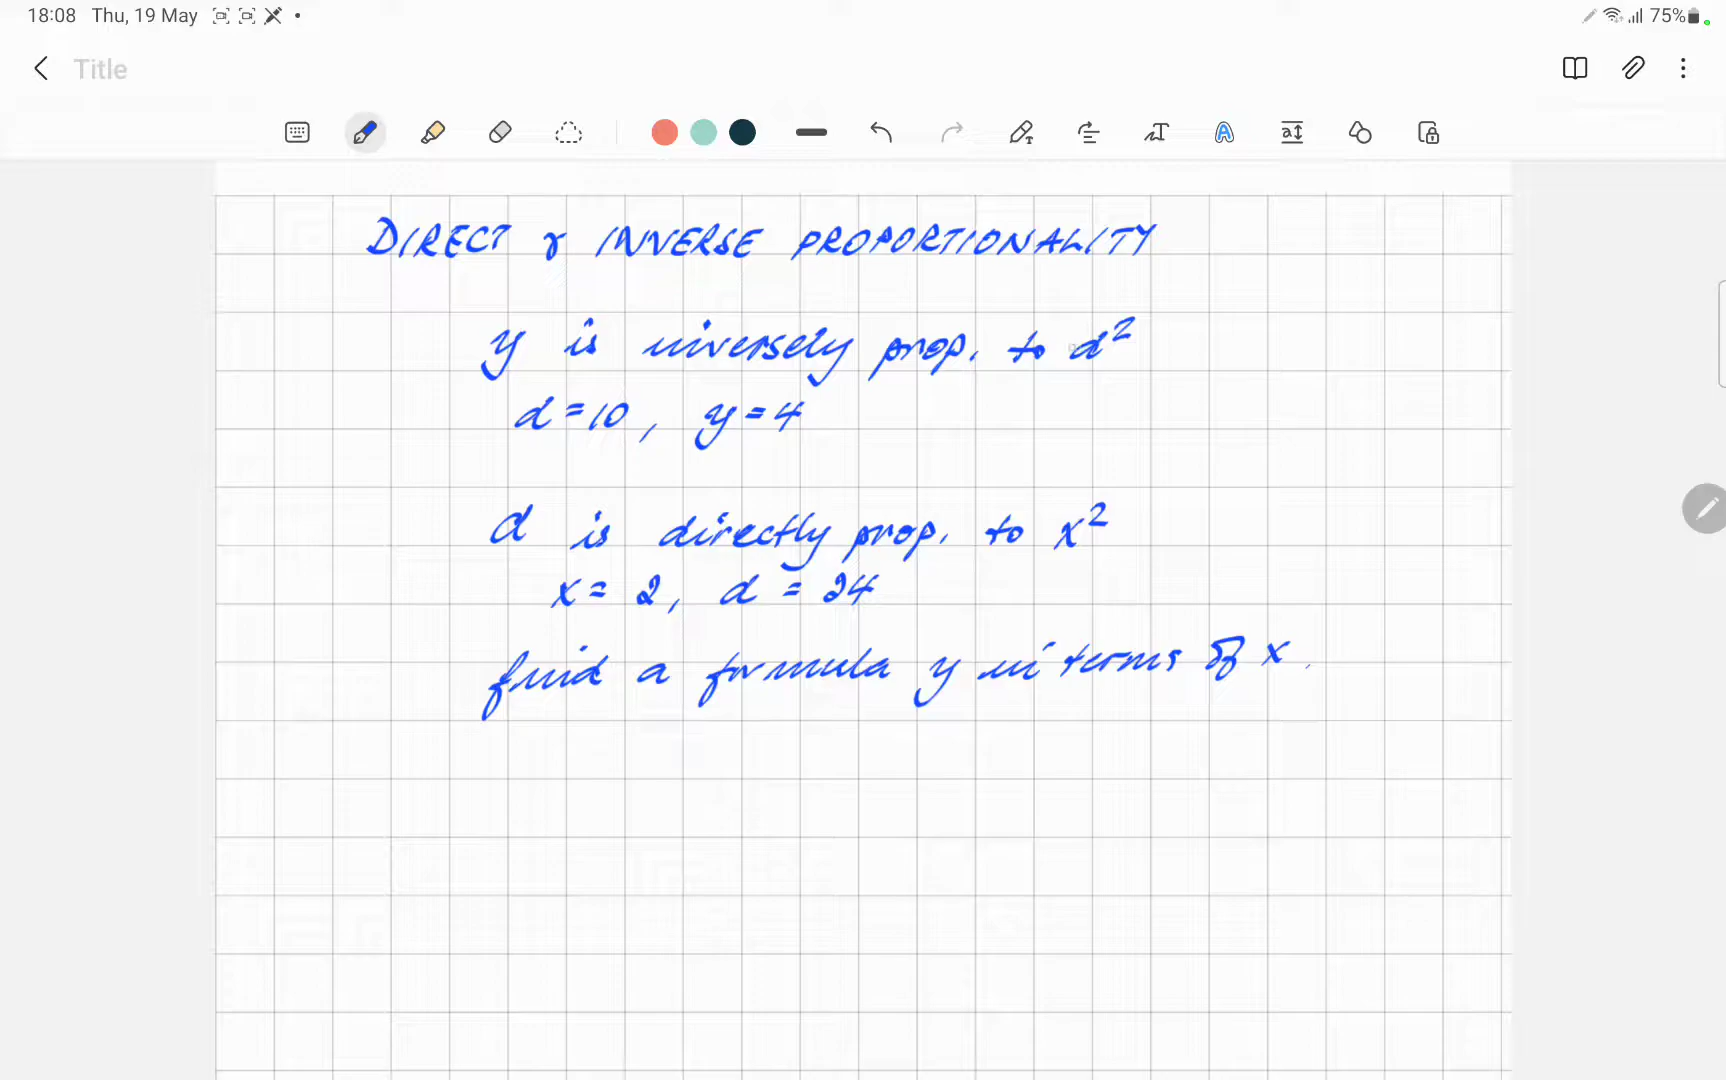 18:08 Thu, 19 May 75%
Title
DIRECT & INVERSE PROPORTIONALITY
y is inversely prop. to d²
d = 10, y = 4
d is directly prop. to x²
x = 2, d = 24
find a formula y in terms of x.